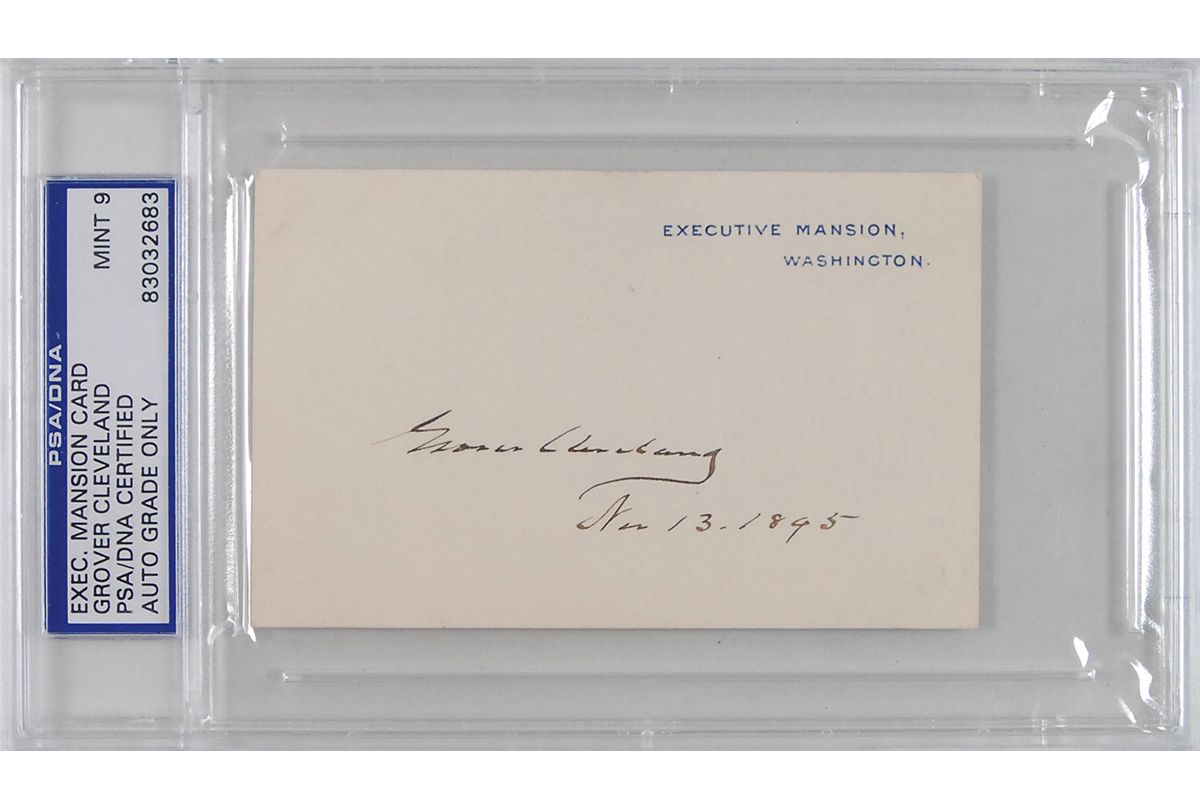 PSA/DNA
EXEC. MANSION CARD
GROVER CLEVELAND
PSA/DNA CERTIFIED
AUTO GRADE ONLY
MINT 9
83032683
EXECUTIVE MANSION,
WASHINGTON.
Grover Cleveland
Nov 13. 1895